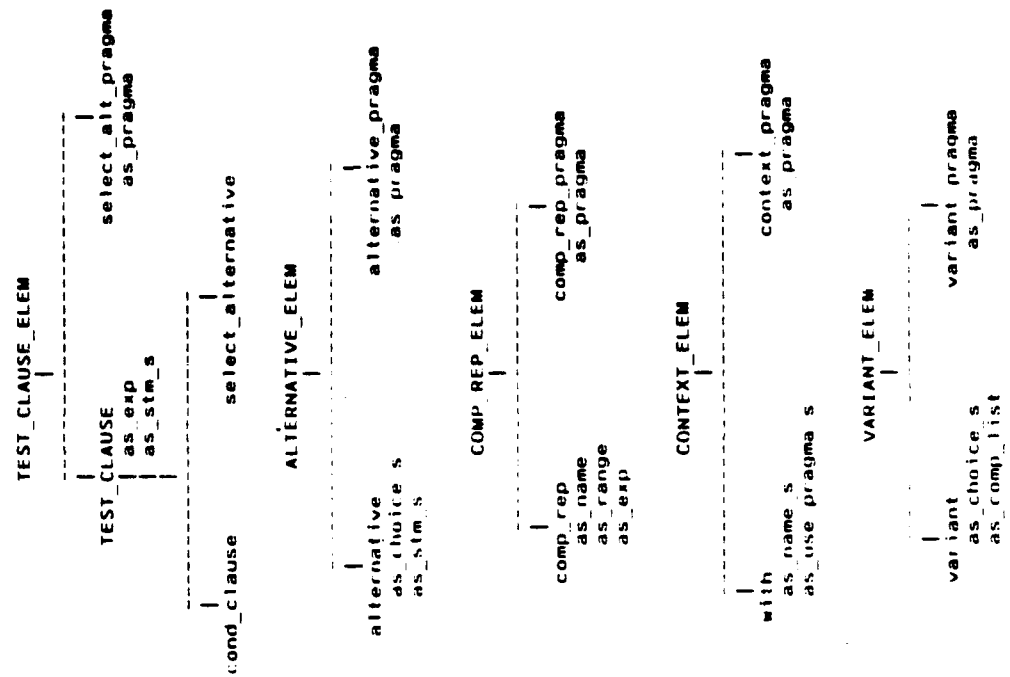 TEST_CLAUSE_ELEM
TEST_CLAUSE
as_exp
as_stm_s
select_alt_pragma
as_pragma
cond_clause
select_alternative
ALTERNATIVE_ELEM
alternative
as_choice_s
as_stm_s
alternative_pragma
as_pragma
COMP_REP_ELEM
comp_rep
as_name
as_range
as_exp
comp_rep_pragma
as_pragma
CONTEXT_ELEM
with
as_name_s
as_use_pragma_s
context_pragma
as_pragma
VARIANT_ELEM
variant
as_choice_s
as_comp_list
variant_pragma
as_pragma